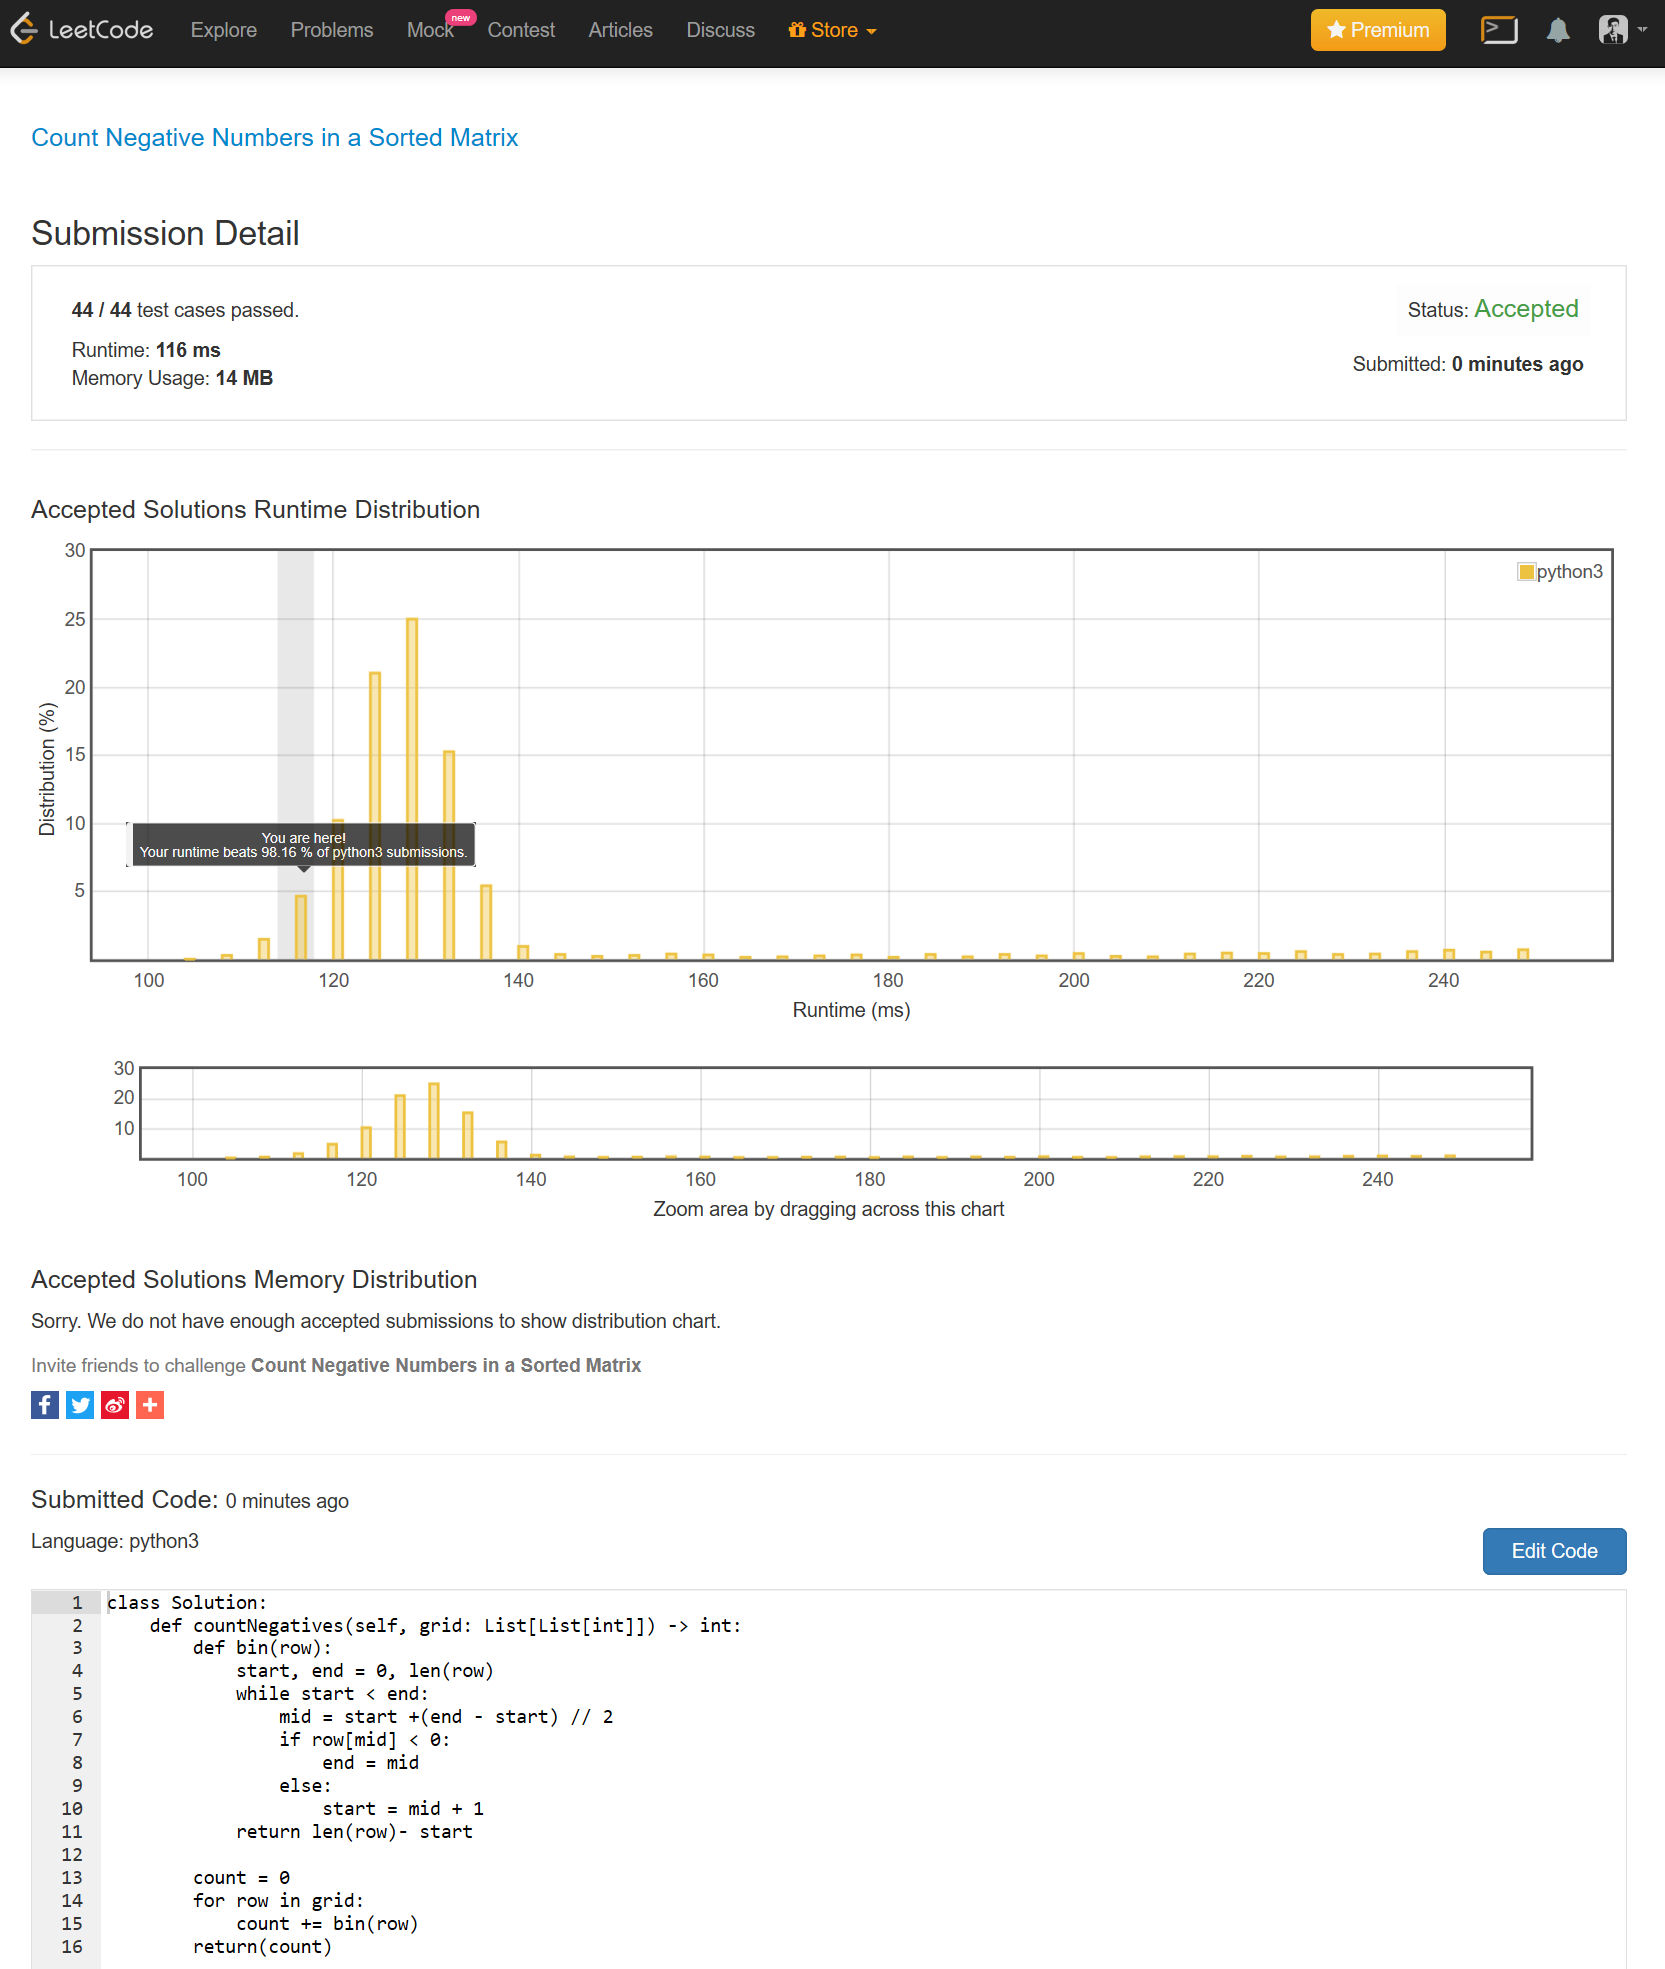 LeetCode Explore Problems Mock new Contest Articles Discuss Store Premium
Count Negative Numbers in a Sorted Matrix
Submission Detail
44 / 44 test cases passed.
Status: Accepted
Runtime: 116 ms
Submitted: 0 minutes ago
Memory Usage: 14 MB
Accepted Solutions Runtime Distribution
30
25
20
15
10
5
Distribution (%)
python3
You are here!
Your runtime beats 98.16 % of python3 submissions.
100 120 140 160 180 200 220 240
Runtime (ms)
30
20
10
100 120 140 160 180 200 220 240
Zoom area by dragging across this chart
Accepted Solutions Memory Distribution
Sorry. We do not have enough accepted submissions to show distribution chart.
Invite friends to challenge Count Negative Numbers in a Sorted Matrix
Submitted Code: 0 minutes ago
Language: python3
Edit Code
1 class Solution:
2     def countNegatives(self, grid: List[List[int]]) -> int:
3         def bin(row):
4             start, end = 0, len(row)
5             while start < end:
6                 mid = start +(end - start) // 2
7                 if row[mid] < 0:
8                     end = mid
9                 else:
10                     start = mid + 1
11             return len(row)- start
12
13         count = 0
14         for row in grid:
15             count += bin(row)
16         return(count)